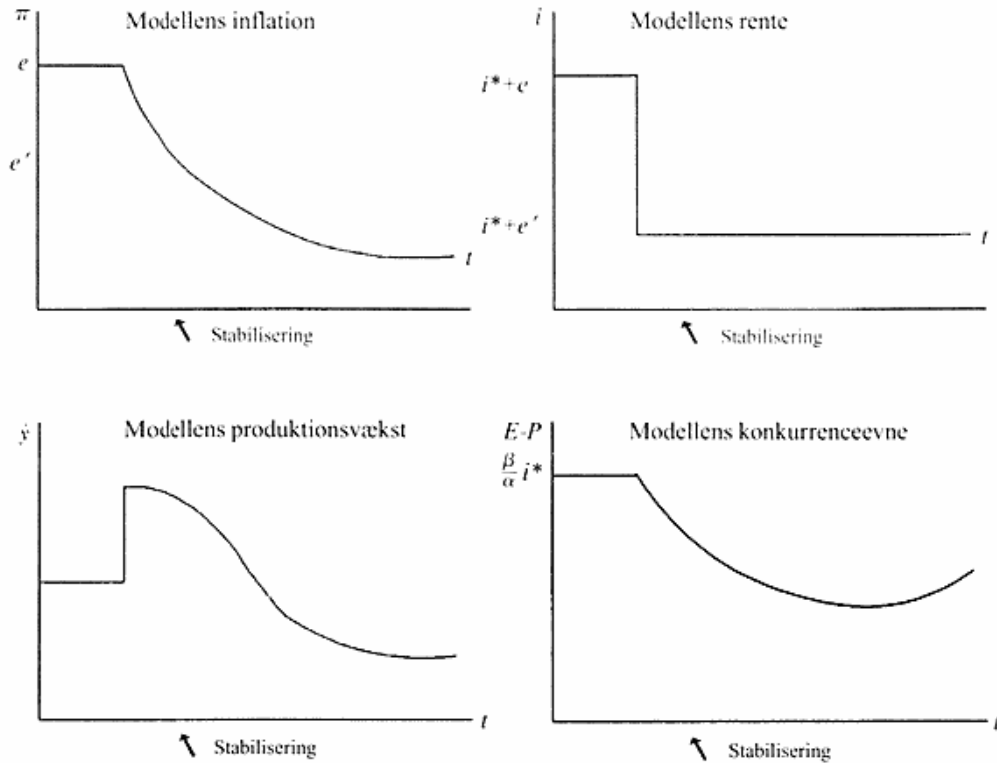 π
Modellens inflation
e
e'
t
Stabilisering
i
Modellens rente
i*+e
i*+e'
t
Stabilisering
ẏ
Modellens produktionsvækst
t
Stabilisering
E-P
Modellens konkurrenceevne
β/α i*
t
Stabilisering